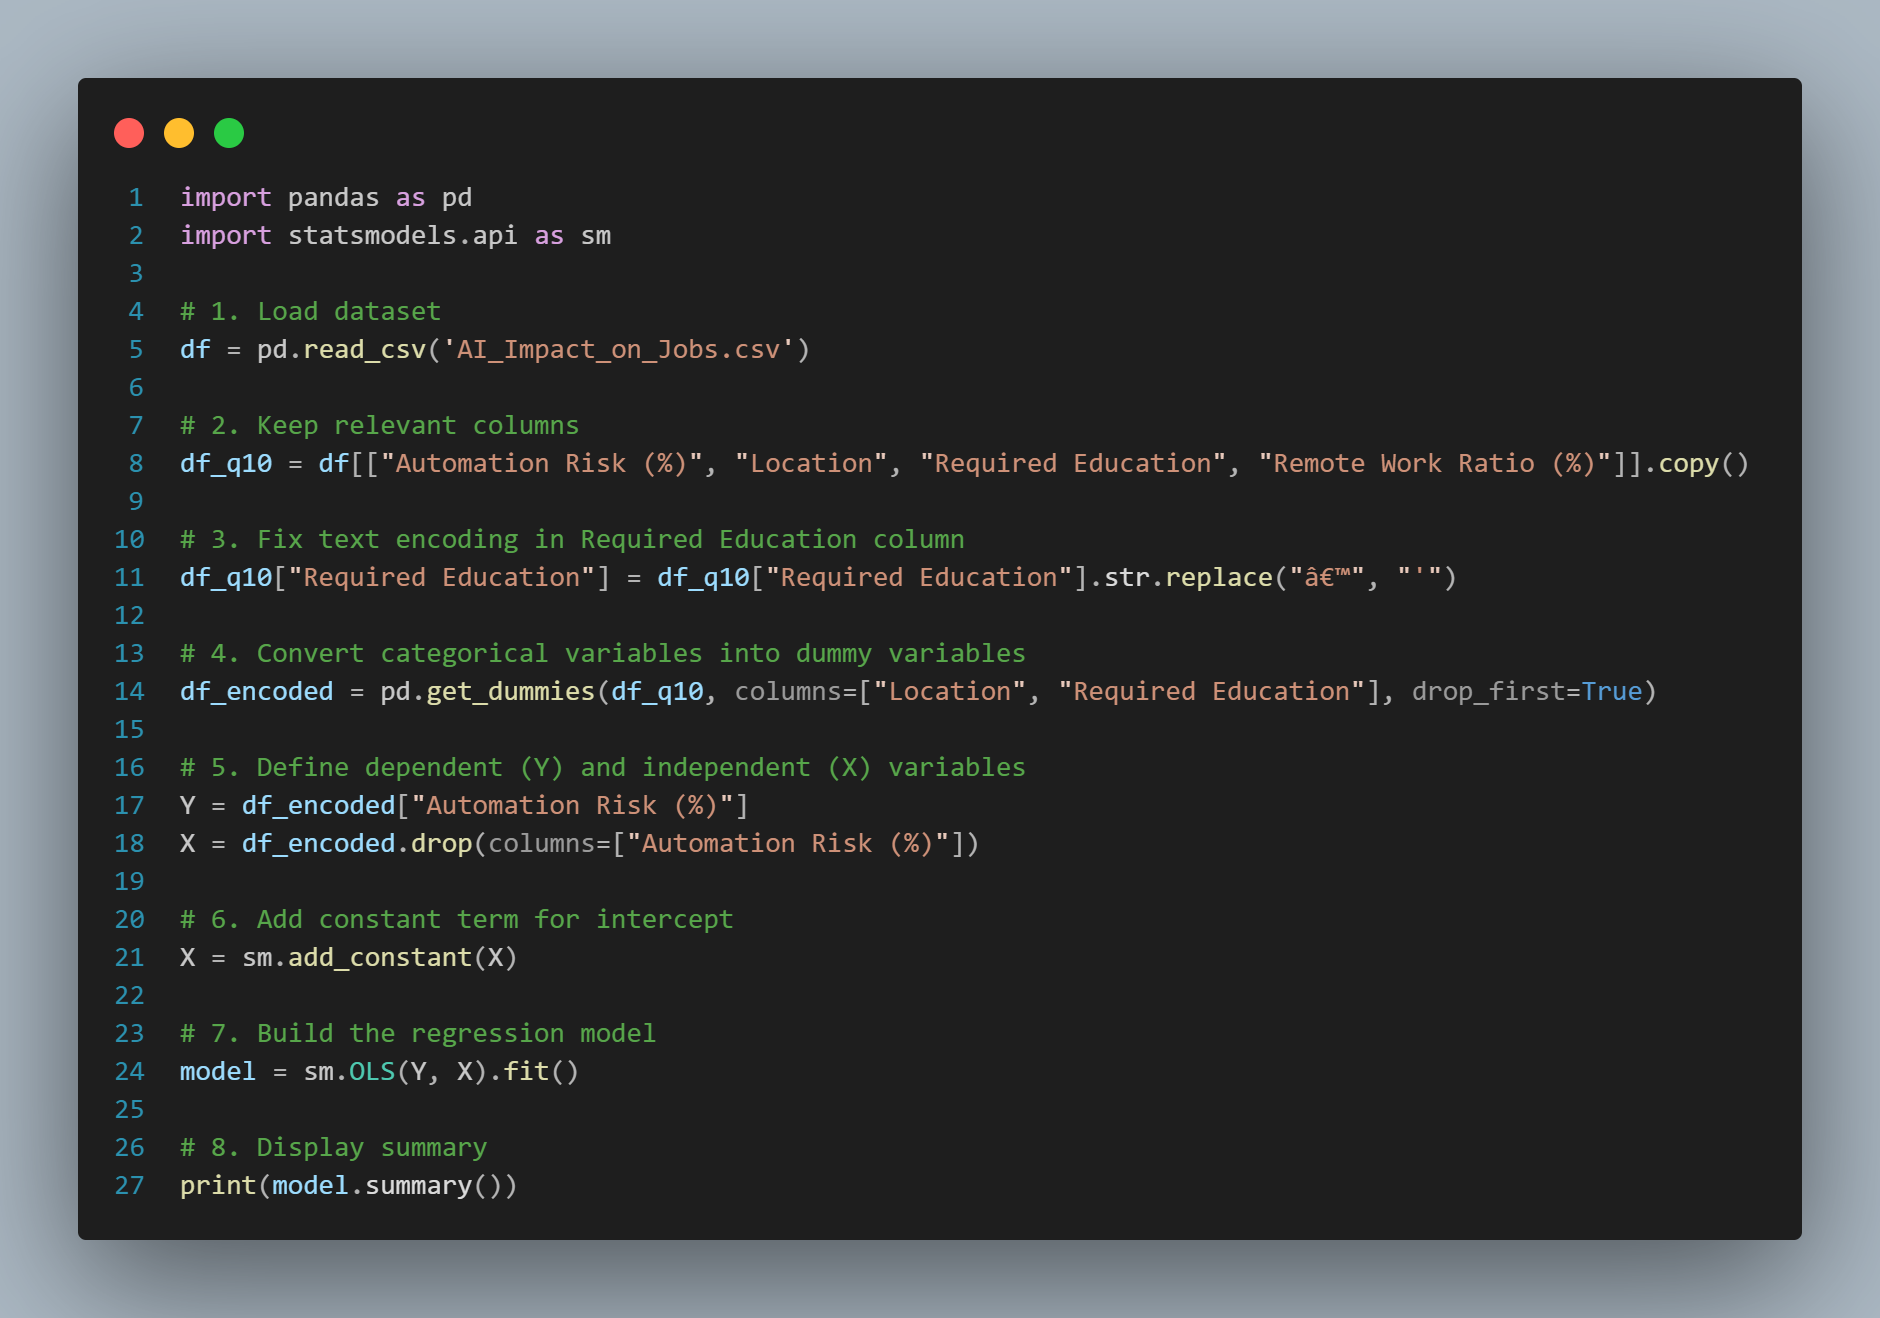 1 import pandas as pd
2 import statsmodels.api as sm
3
4 # 1. Load dataset
5 df = pd.read_csv('AI_Impact_on_Jobs.csv')
6
7 # 2. Keep relevant columns
8 df_q10 = df[["Automation Risk (%)", "Location", "Required Education", "Remote Work Ratio (%)"]].copy()
9
10 # 3. Fix text encoding in Required Education column
11 df_q10["Required Education"] = df_q10["Required Education"].str.replace("â€™", "'")
12
13 # 4. Convert categorical variables into dummy variables
14 df_encoded = pd.get_dummies(df_q10, columns=["Location", "Required Education"], drop_first=True)
15
16 # 5. Define dependent (Y) and independent (X) variables
17 Y = df_encoded["Automation Risk (%)"]
18 X = df_encoded.drop(columns=["Automation Risk (%)"])
19
20 # 6. Add constant term for intercept
21 X = sm.add_constant(X)
22
23 # 7. Build the regression model
24 model = sm.OLS(Y, X).fit()
25
26 # 8. Display summary
27 print(model.summary())